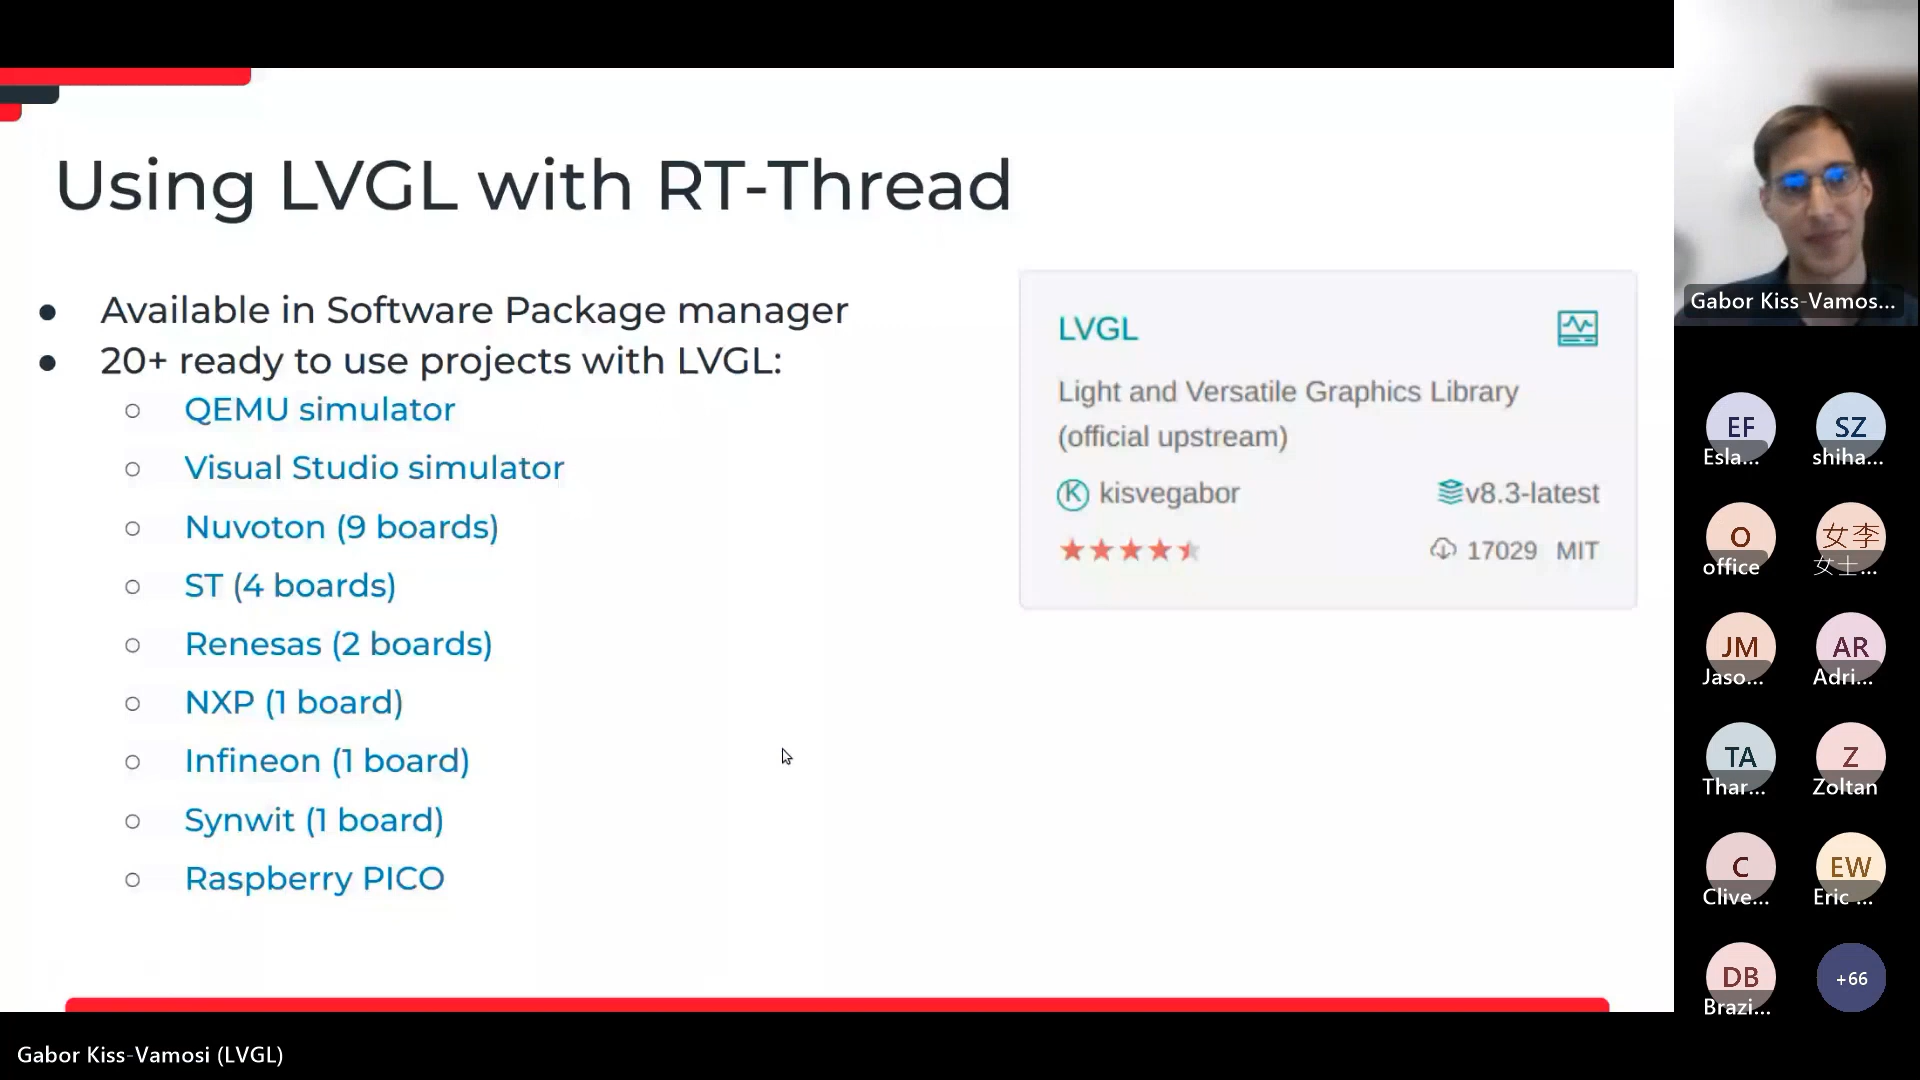 Using LVGL with RT-Thread
● Available in Software Package manager
● 20+ ready to use projects with LVGL:
○ QEMU simulator
○ Visual Studio simulator
○ Nuvoton (9 boards)
○ ST (4 boards)
○ Renesas (2 boards)
○ NXP (1 board)
○ Infineon (1 board)
○ Synwit (1 board)
○ Raspberry PICO
LVGL
Light and Versatile Graphics Library
(official upstream)
K kisvegabor v8.3-latest
17029 MIT
Gabor Kiss-Vamos...
EF SZ
Esla... shiha...
O 女李
office 女士...
JM AR
Jaso... Adri...
TA Z
Thar... Zoltan
C EW
Clive... Eric ...
DB +66
Brazi...
Gabor Kiss-Vamosi (LVGL)